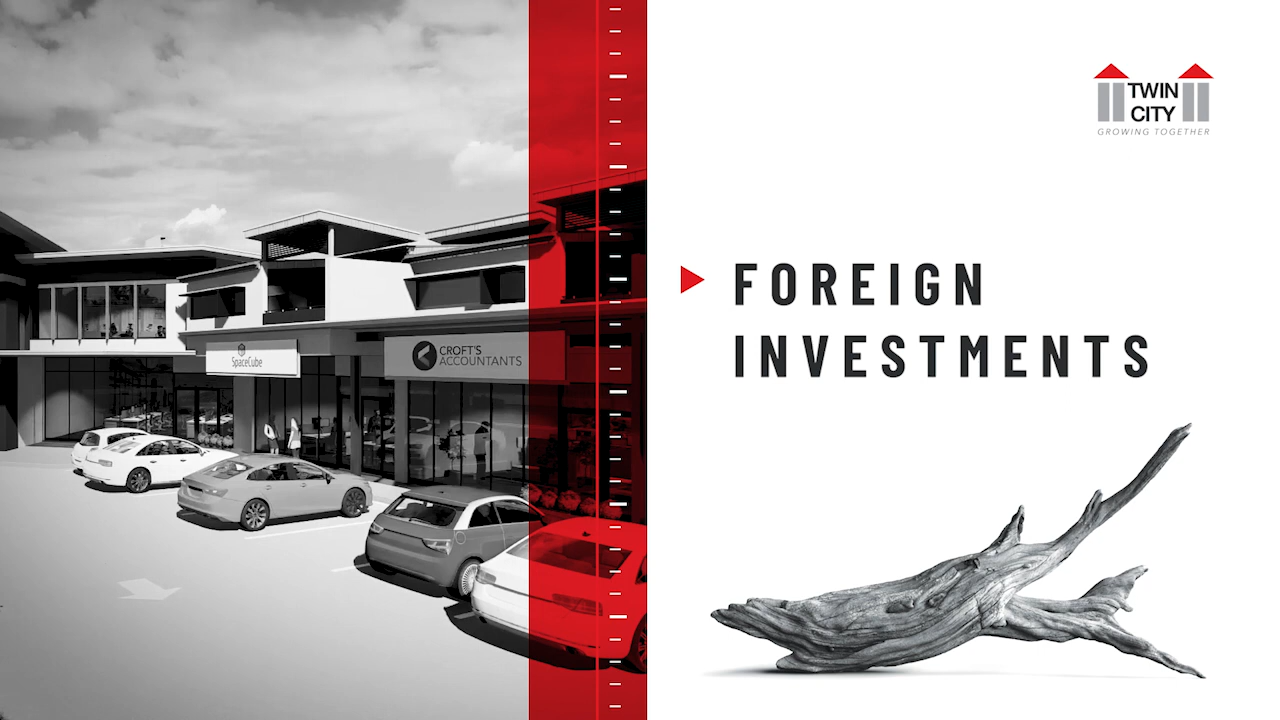 SpaceCube
CROFT'S
ACCOUNTANTS
TWIN
CITY
GROWING TOGETHER
FOREIGN
INVESTMENTS